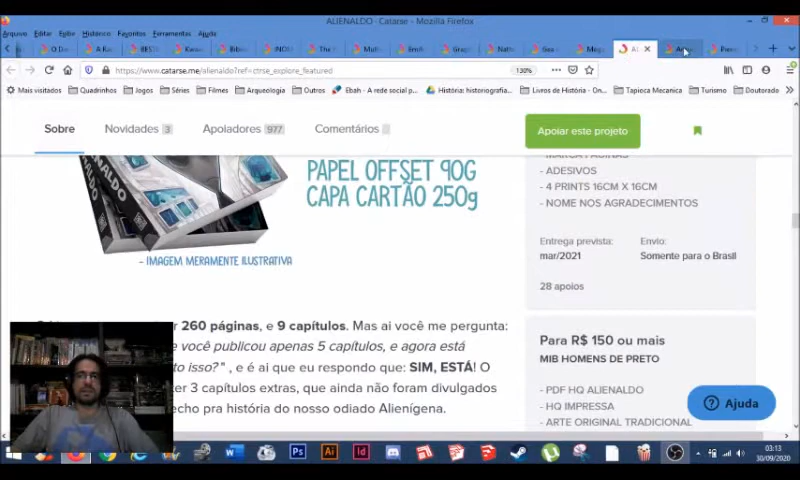 ALIENALDO · Catarse - Mozilla Firefox
Arquivo Editar Exibir Histórico Favoritos Ferramentas Ajuda
https://www.catarse.me/alienaldo?ref=ctrse_explore_featured
130%
Mais visitados Quadrinhos Jogos Séries Filmes Arqueologia Outros Ebah - A rede social p... História: historiografia... Livros de História - On... Tapioca Mecanica Turismo Doutorado
Sobre Novidades 3 Apoiadores 977 Comentários
Apoiar este projeto
ALIENALDO
PAPEL OFFSET 90G
CAPA CARTÃO 250g
- IMAGEM MERAMENTE ILUSTRATIVA
- MARCA PÁGINAS
- ADESIVOS
- 4 PRINTS 16CM X 16CM
- NOME NOS AGRADECIMENTOS
Entrega prevista: Envio:
mar/2021 Somente para o Brasil
28 apoios
260 páginas, e 9 capítulos. Mas ai você me pergunta:
e você publicou apenas 5 capítulos, e agora está
isso?", e é ai que eu respondo que: SIM, ESTÁ! O
ter 3 capítulos extras, que ainda não foram divulgados
echo pra história do nosso odiado Alienígena.
Para R$ 150 ou mais
MIB HOMENS DE PRETO
- PDF HQ ALIENALDO
- HQ IMPRESSA
- ARTE ORIGINAL TRADICIONAL
Ajuda
03:13
30/09/2020